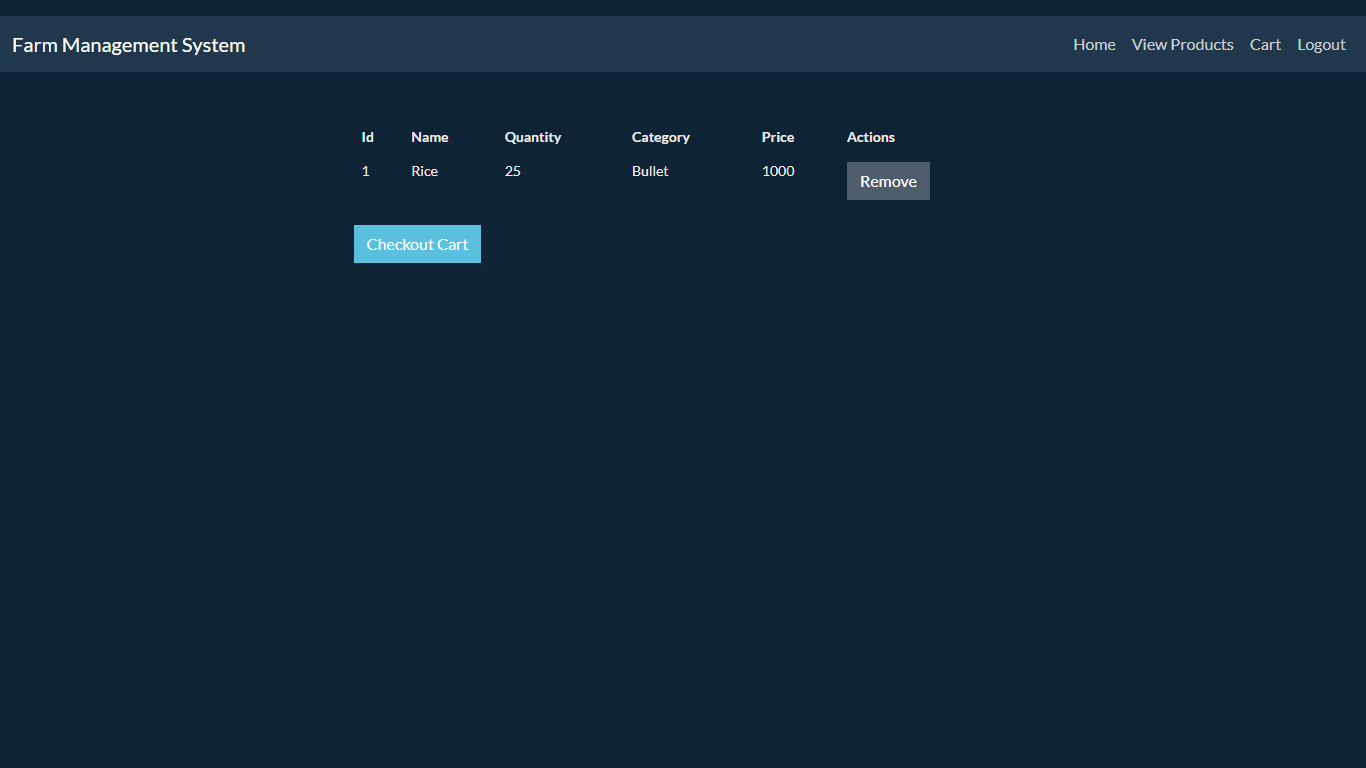 Farm Management System Home View Products Cart Logout
Id Name Quantity Category Price Actions
1 Rice 25 Bullet 1000 Remove
Checkout Cart